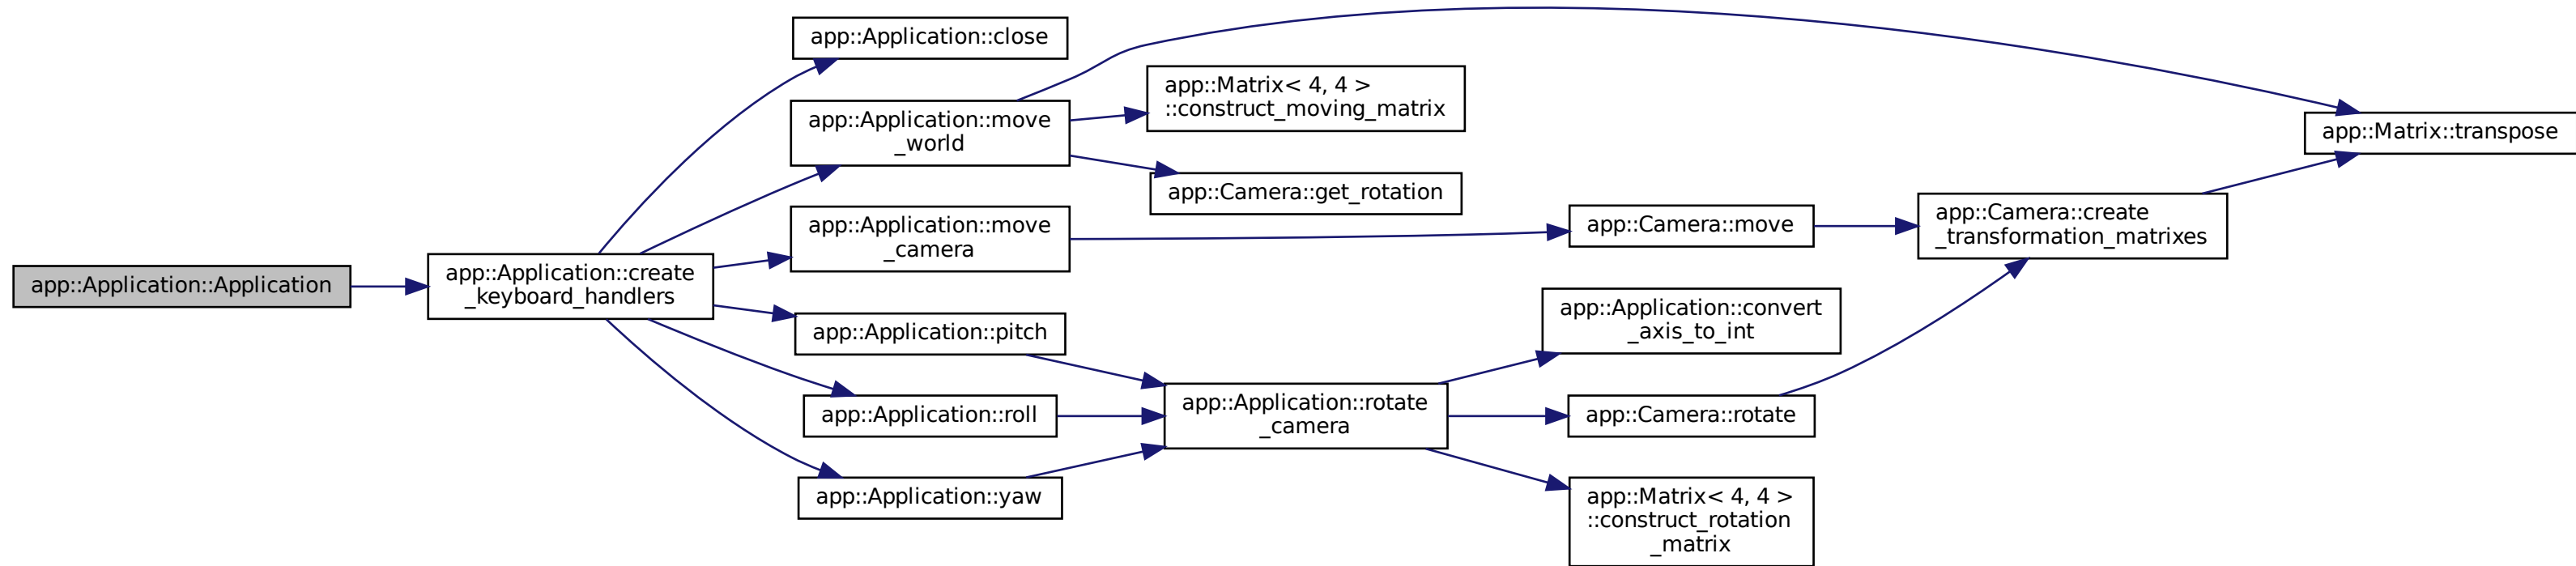 app::Application::Application
app::Application::create
_keyboard_handlers
app::Application::close
app::Application::move
_world
app::Application::move
_camera
app::Application::pitch
app::Application::roll
app::Application::yaw
app::Matrix< 4, 4 >
::construct_moving_matrix
app::Camera::get_rotation
app::Application::rotate
_camera
app::Camera::move
app::Application::convert
_axis_to_int
app::Camera::rotate
app::Matrix< 4, 4 >
::construct_rotation
_matrix
app::Camera::create
_transformation_matrixes
app::Matrix::transpose